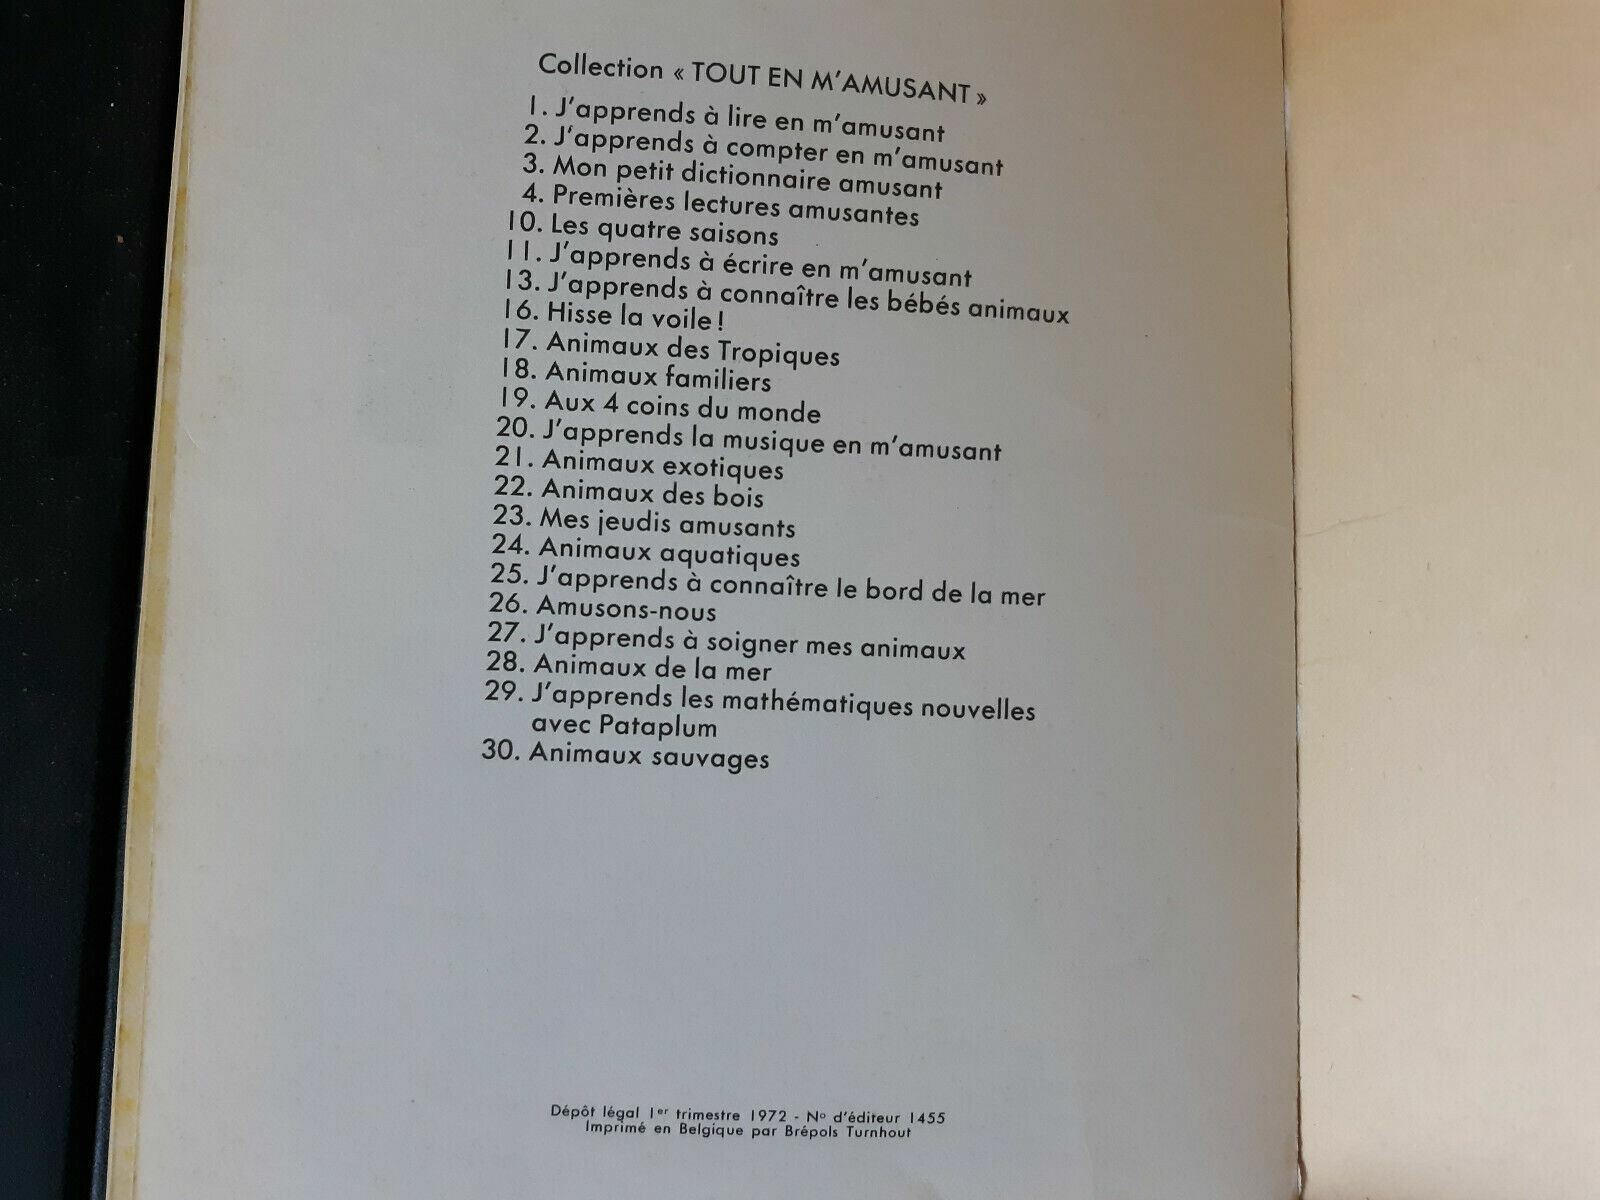 Collection « TOUT EN M'AMUSANT »
1. J'apprends à lire en m'amusant
2. J'apprends à compter en m'amusant
3. Mon petit dictionnaire amusant
4. Premières lectures amusantes
10. Les quatre saisons
11. J'apprends à écrire en m'amusant
13. J'apprends à connaître les bébés animaux
16. Hisse la voile !
17. Animaux des Tropiques
18. Animaux familiers
19. Aux 4 coins du monde
20. J'apprends la musique en m'amusant
21. Animaux exotiques
22. Animaux des bois
23. Mes jeudis amusants
24. Animaux aquatiques
25. J'apprends à connaître le bord de la mer
26. Amusons-nous
27. J'apprends à soigner mes animaux
28. Animaux de la mer
29. J'apprends les mathématiques nouvelles
avec Pataplum
30. Animaux sauvages
Dépôt légal 1er trimestre 1972 - No d'éditeur 1455
Imprimé en Belgique par Brépols Turnhout